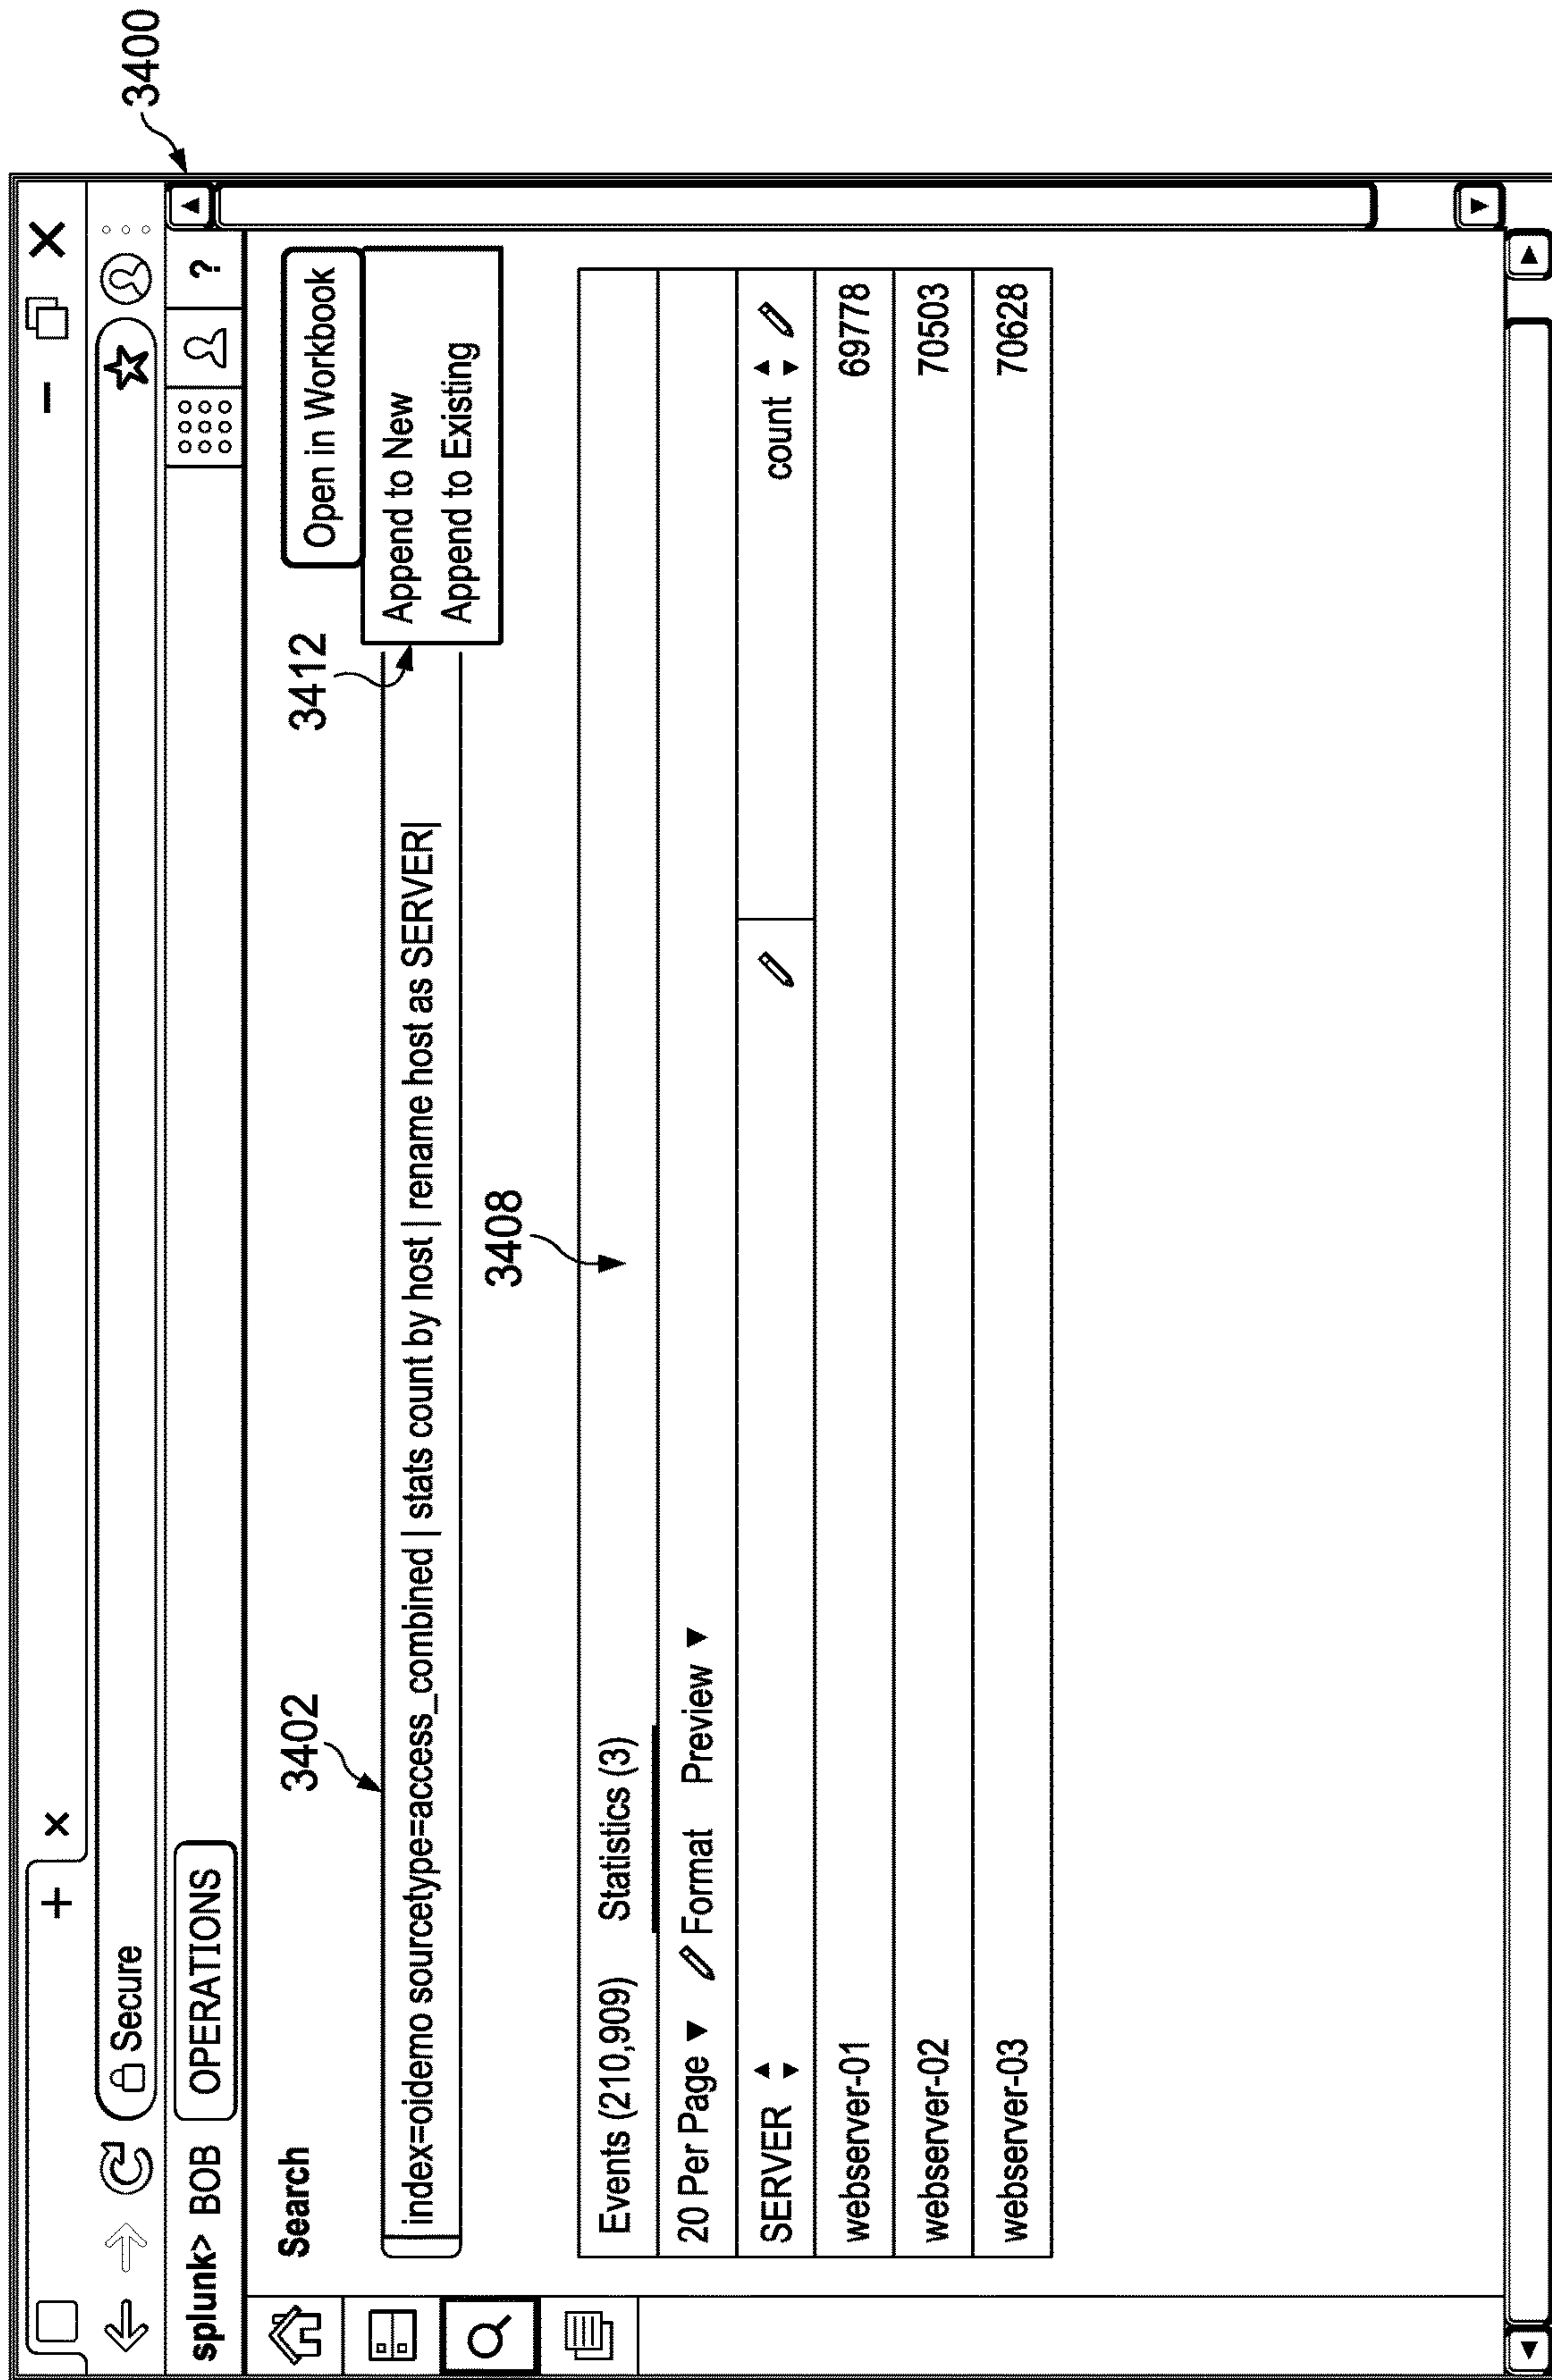 3400
Secure
splunk> BOB OPERATIONS ?
Search
Open in Workbook
3402
3412
Append to New
Append to Existing
index=oidemo sourcetype=access_combined | stats count by host | rename host as SERVER|
3408
Events (210,909) Statistics (3)
20 Per Page Format Preview
SERVER count
webserver-01 69778
webserver-02 70503
webserver-03 70628